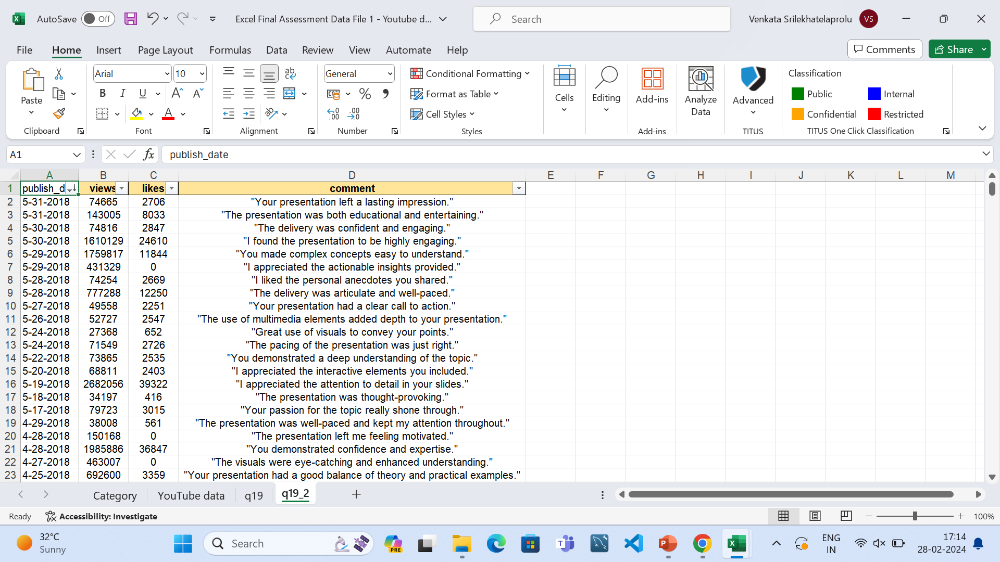 AutoSave Off Excel Final Assessment Data File 1 - Youtube d... Search Venkata Srilekhatelaprolu VS
File Home Insert Page Layout Formulas Data Review View Automate Help Comments Share
Paste
Clipboard
Arial 10
B I U A A
A
Font
ab
Alignment
General
% ,
Number
Conditional Formatting
Format as Table
Cell Styles
Styles
Cells
Editing
Add-ins
Add-ins
Analyze
Data
Advanced
TITUS
Classification
Public Internal
Confidential Restricted
TITUS One Click Classification
A1 fx publish_date
A B C D E F G H I J K L M
1 publish_d views likes comment
2 5-31-2018 74665 2706 "Your presentation left a lasting impression."
3 5-31-2018 143005 8033 "The presentation was both educational and entertaining."
4 5-30-2018 74816 2847 "The delivery was confident and engaging."
5 5-30-2018 1610129 24610 "I found the presentation to be highly engaging."
6 5-29-2018 1759817 11844 "You made complex concepts easy to understand."
7 5-29-2018 431329 0 "I appreciated the actionable insights provided."
8 5-28-2018 74254 2669 "I liked the personal anecdotes you shared."
9 5-28-2018 777288 12250 "The delivery was articulate and well-paced."
10 5-27-2018 49558 2251 "Your presentation had a clear call to action."
11 5-26-2018 52727 2547 "The use of multimedia elements added depth to your presentation."
12 5-24-2018 27368 652 "Great use of visuals to convey your points."
13 5-24-2018 71549 2726 "The pacing of the presentation was just right."
14 5-22-2018 73865 2535 "You demonstrated a deep understanding of the topic."
15 5-20-2018 68811 2403 "I appreciated the interactive elements you included."
16 5-19-2018 2682056 39322 "I appreciated the attention to detail in your slides."
17 5-18-2018 34197 416 "The presentation was thought-provoking."
18 5-17-2018 79723 3015 "Your passion for the topic really shone through."
19 4-29-2018 38008 561 "The presentation was well-paced and kept my attention throughout."
20 4-28-2018 150168 0 "The presentation left me feeling motivated."
21 4-28-2018 1985886 36847 "You demonstrated confidence and expertise."
22 4-27-2018 463007 0 "The visuals were eye-catching and enhanced understanding."
23 4-25-2018 692600 3359 "Your presentation had a good balance of theory and practical examples."
Category YouTube data q19 q19_2
Ready Accessibility: Investigate 100%
32°C
Sunny
Search
PRE
ENG
IN
17:14
28-02-2024